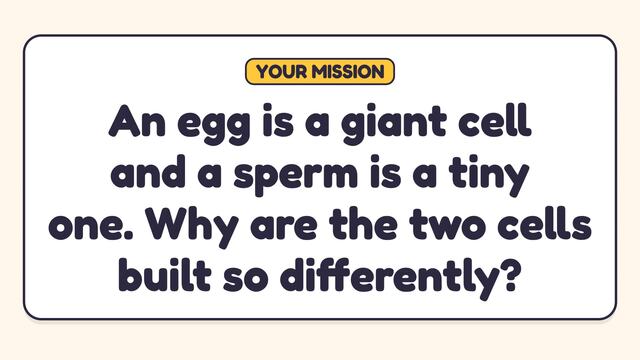 YOUR MISSION
An egg is a giant cell
and a sperm is a tiny
one. Why are the two cells
built so differently?